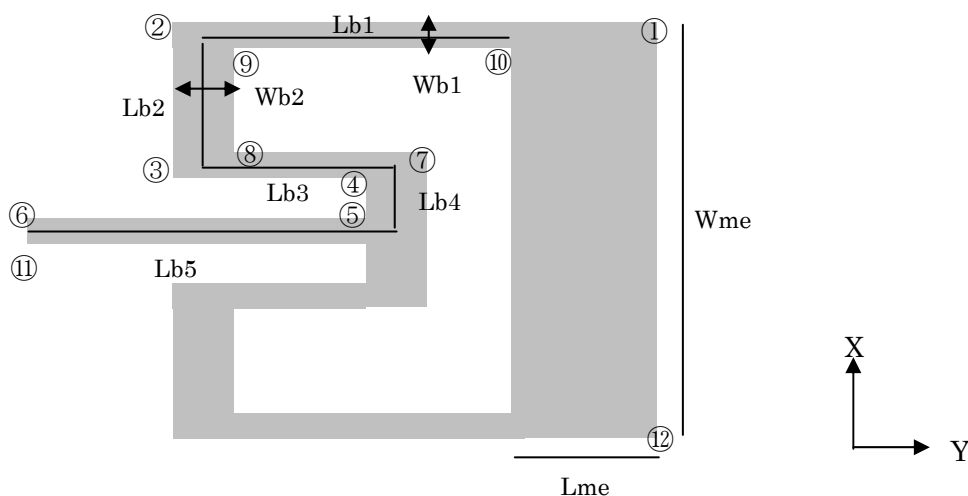 ② Lb1 ①
⑨ ⑩
Lb2 Wb2 Wb1
③ ⑧ ⑦
Lb3 ④ Lb4
⑥ ⑤ Wme
⑪ Lb5
X
⑫ Y
Lme